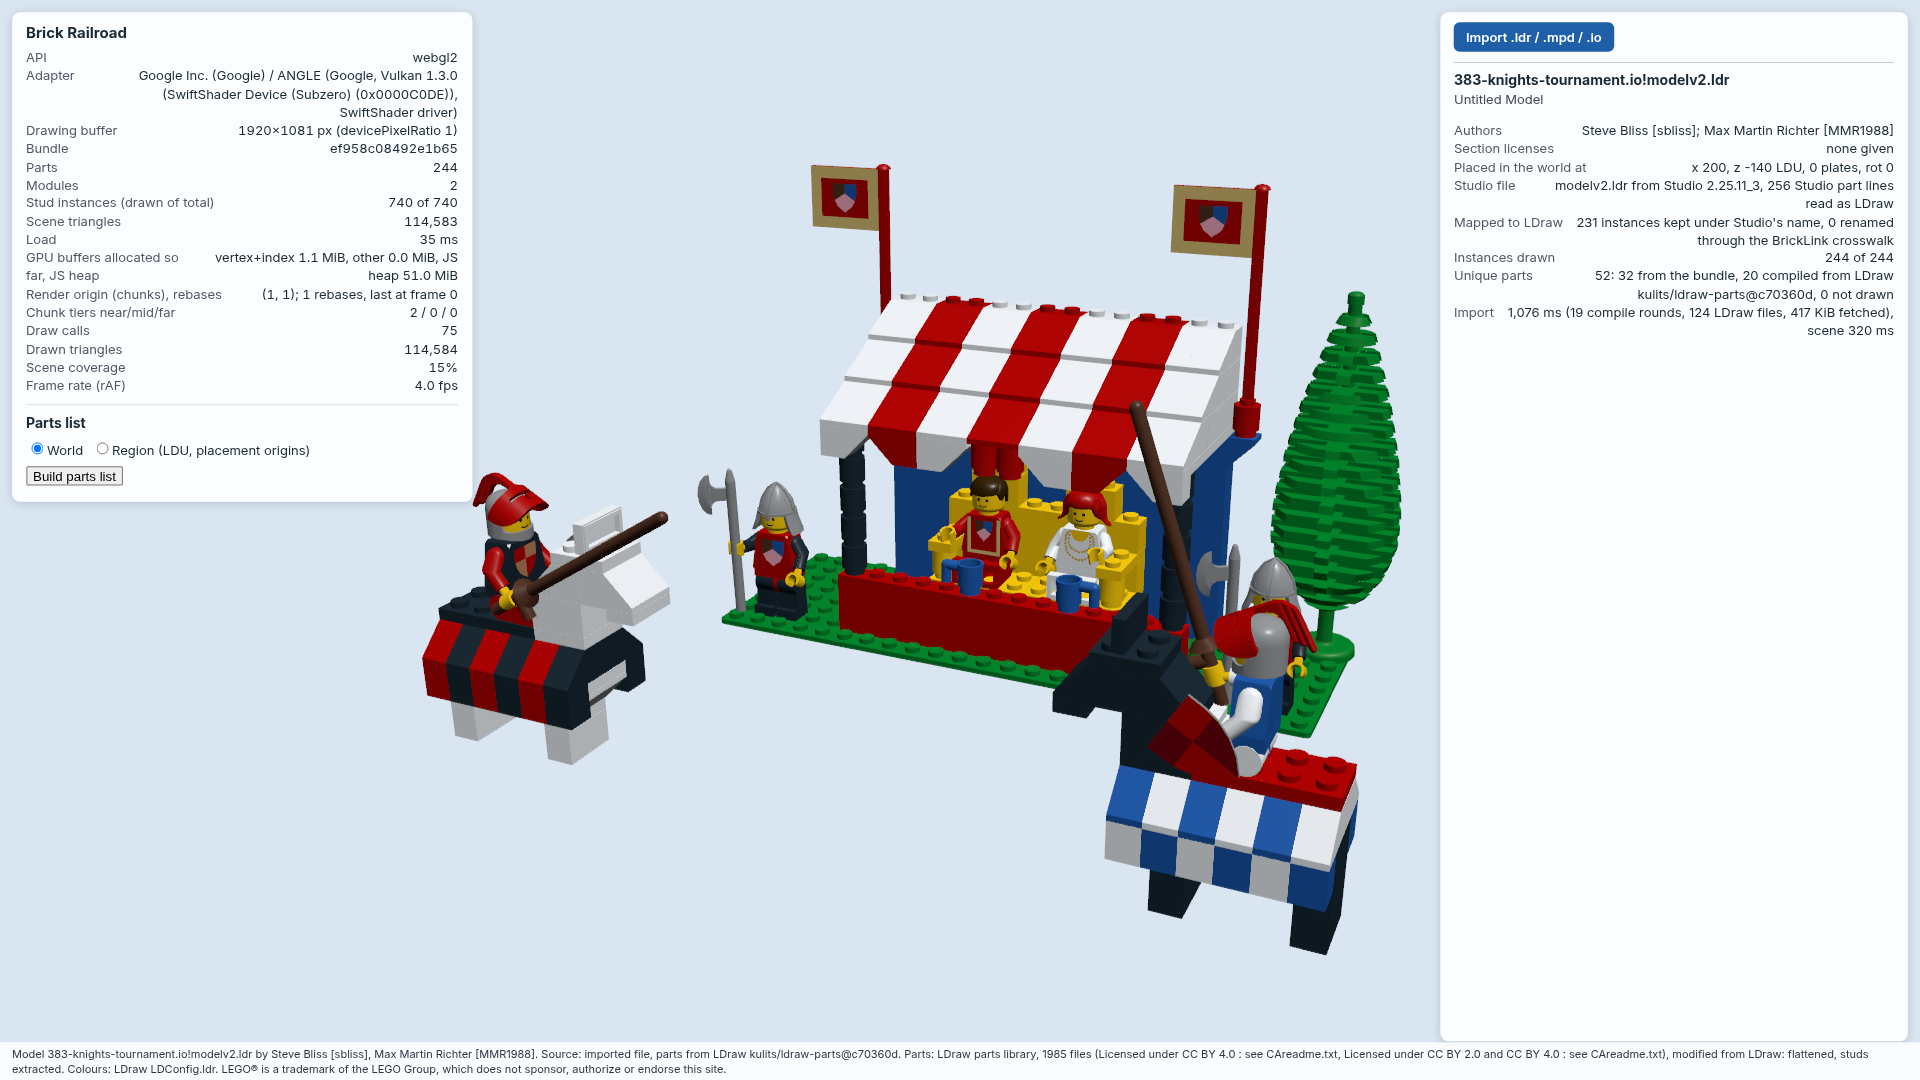 Brick Railroad
API webgl2
Adapter Google Inc. (Google) / ANGLE (Google, Vulkan 1.3.0
(SwiftShader Device (Subzero) (0x0000C0DE)),
SwiftShader driver)
Drawing buffer 1920×1081 px (devicePixelRatio 1)
Bundle ef958c08492e1b65
Parts 244
Modules 2
Stud instances (drawn of total) 740 of 740
Scene triangles 114,583
Load 35 ms
GPU buffers allocated so vertex+index 1.1 MiB, other 0.0 MiB, JS
far, JS heap heap 51.0 MiB
Render origin (chunks), rebases (1, 1); 1 rebases, last at frame 0
Chunk tiers near/mid/far 2 / 0 / 0
Draw calls 75
Drawn triangles 114,584
Scene coverage 15%
Frame rate (rAF) 4.0 fps
Parts list
World Region (LDU, placement origins)
Build parts list
Import .ldr / .mpd / .io
383-knights-tournament.io!modelv2.ldr
Untitled Model
Authors Steve Bliss [sbliss]; Max Martin Richter [MMR1988]
Section licenses none given
Placed in the world at x 200, z -140 LDU, 0 plates, rot 0
Studio file modelv2.ldr from Studio 2.25.11_3, 256 Studio part lines
read as LDraw
Mapped to LDraw 231 instances kept under Studio's name, 0 renamed
through the BrickLink crosswalk
Instances drawn 244 of 244
Unique parts 52: 32 from the bundle, 20 compiled from LDraw
kulits/ldraw-parts@c70360d, 0 not drawn
Import 1,076 ms (19 compile rounds, 124 LDraw files, 417 KiB fetched),
scene 320 ms
Model 383-knights-tournament.io!modelv2.ldr by Steve Bliss [sbliss], Max Martin Richter [MMR1988]. Source: imported file, parts from LDraw kulits/ldraw-parts@c70360d. Parts: LDraw parts library, 1985 files (Licensed under CC BY 4.0 : see CAreadme.txt, Licensed under CC BY 2.0 and CC BY 4.0 : see CAreadme.txt), modified from LDraw: flattened, studs
extracted. Colours: LDraw LDConfig.ldr. LEGO® is a trademark of the LEGO Group, which does not sponsor, authorize or endorse this site.